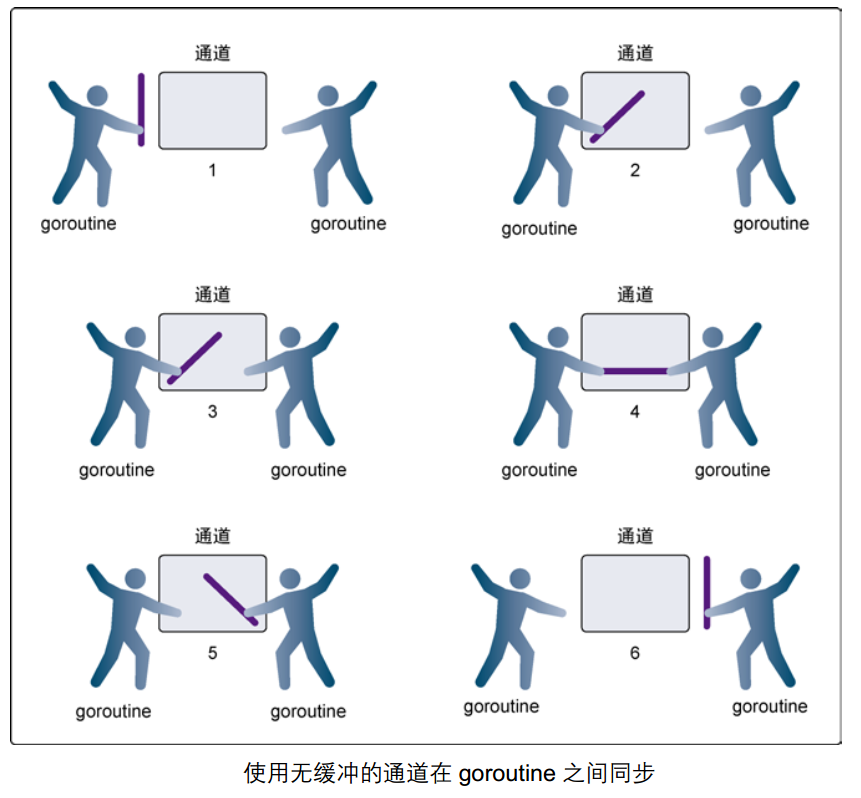 通道
通道
1
2
goroutine
goroutine
goroutine
goroutine
通道
通道
3
4
goroutine
goroutine
goroutine
goroutine
通道
通道
5
6
goroutine
goroutine
goroutine
goroutine
使用无缓冲的通道在 goroutine 之间同步